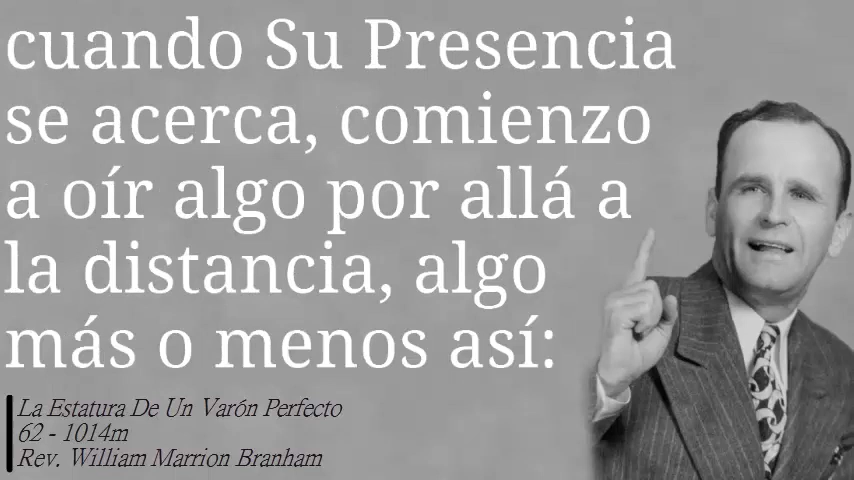 cuando Su Presencia
se acerca, comienzo
a oír algo por allá a
la distancia, algo
más o menos así:
La Estatura De Un Varón Perfecto
62 - 1014m
Rev. William Marrion Branham